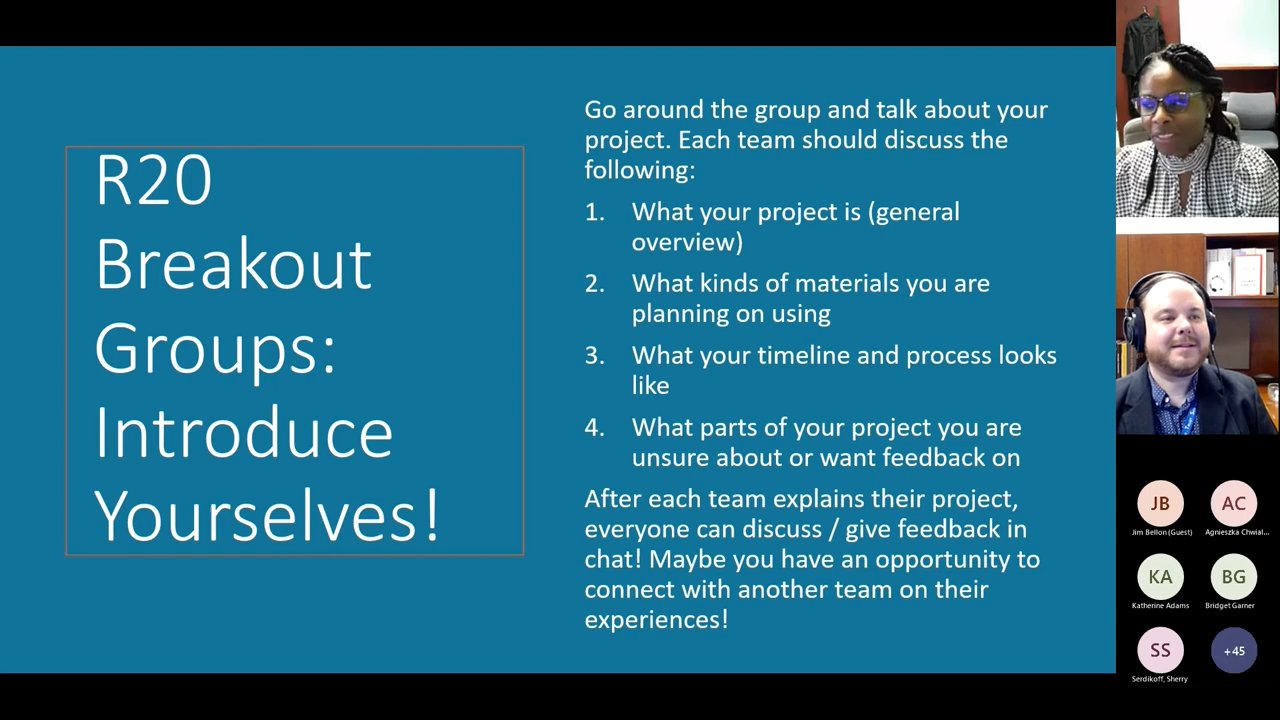 R20
Breakout
Groups:
Introduce
Yourselves!
Go around the group and talk about your
project. Each team should discuss the
following:
1. What your project is (general
overview)
2. What kinds of materials you are
planning on using
3. What your timeline and process looks
like
4. What parts of your project you are
unsure about or want feedback on
After each team explains their project,
everyone can discuss / give feedback in
chat! Maybe you have an opportunity to
connect with another team on their
experiences!
JB
Jim Bellon (Guest)
AC
Agnieszka Chwial...
KA
Katherine Adams
BG
Bridget Garner
SS
Serdikoff, Sherry
+45